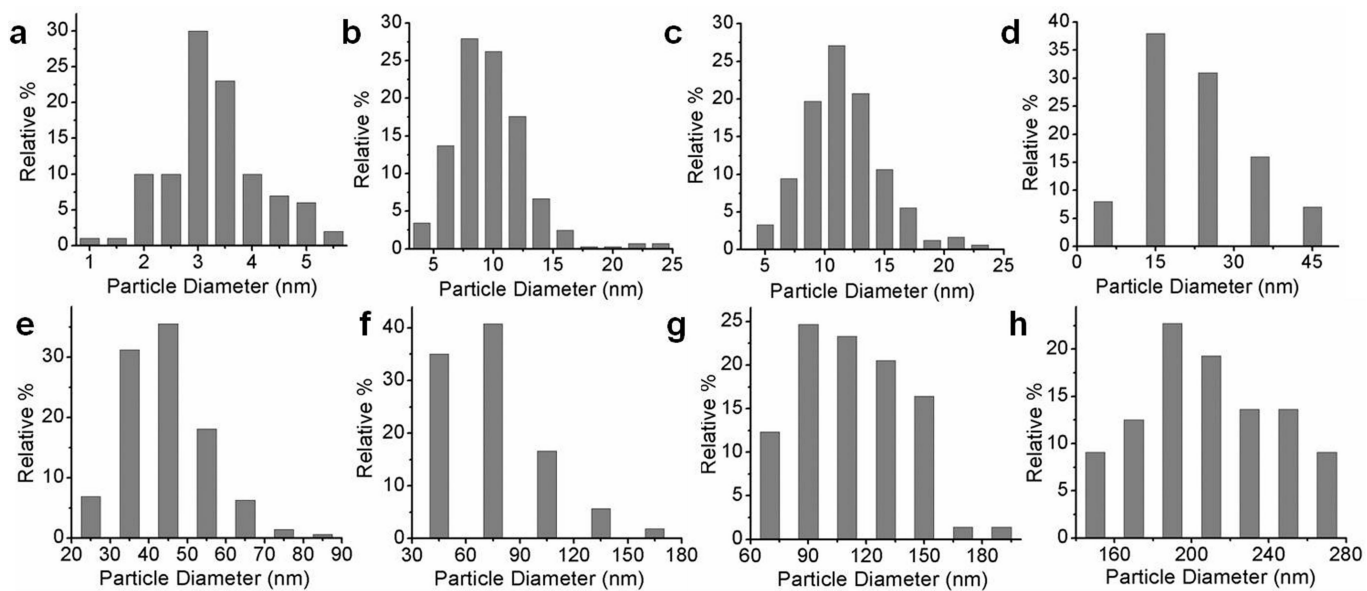 a
30
25
20
15
10
5
0
Relative %
1 2 3 4 5
Particle Diameter (nm)
b
30
25
20
15
10
5
0
Relative %
5 10 15 20 25
Particle Diameter (nm)
c
30
25
20
15
10
5
0
Relative %
5 10 15 20 25
Particle Diameter (nm)
d
40
35
30
25
20
15
10
5
0
Relative %
0 15 30 45
Particle Diameter (nm)
e
30
20
10
0
Relative %
20 30 40 50 60 70 80 90
Particle Diameter (nm)
f
40
30
20
10
0
Relative %
30 60 90 120 150 180
Particle Diameter (nm)
g
25
20
15
10
5
0
Relative %
60 90 120 150 180
Particle Diameter (nm)
h
20
15
10
5
0
Relative %
160 200 240 280
Particle Diameter (nm)